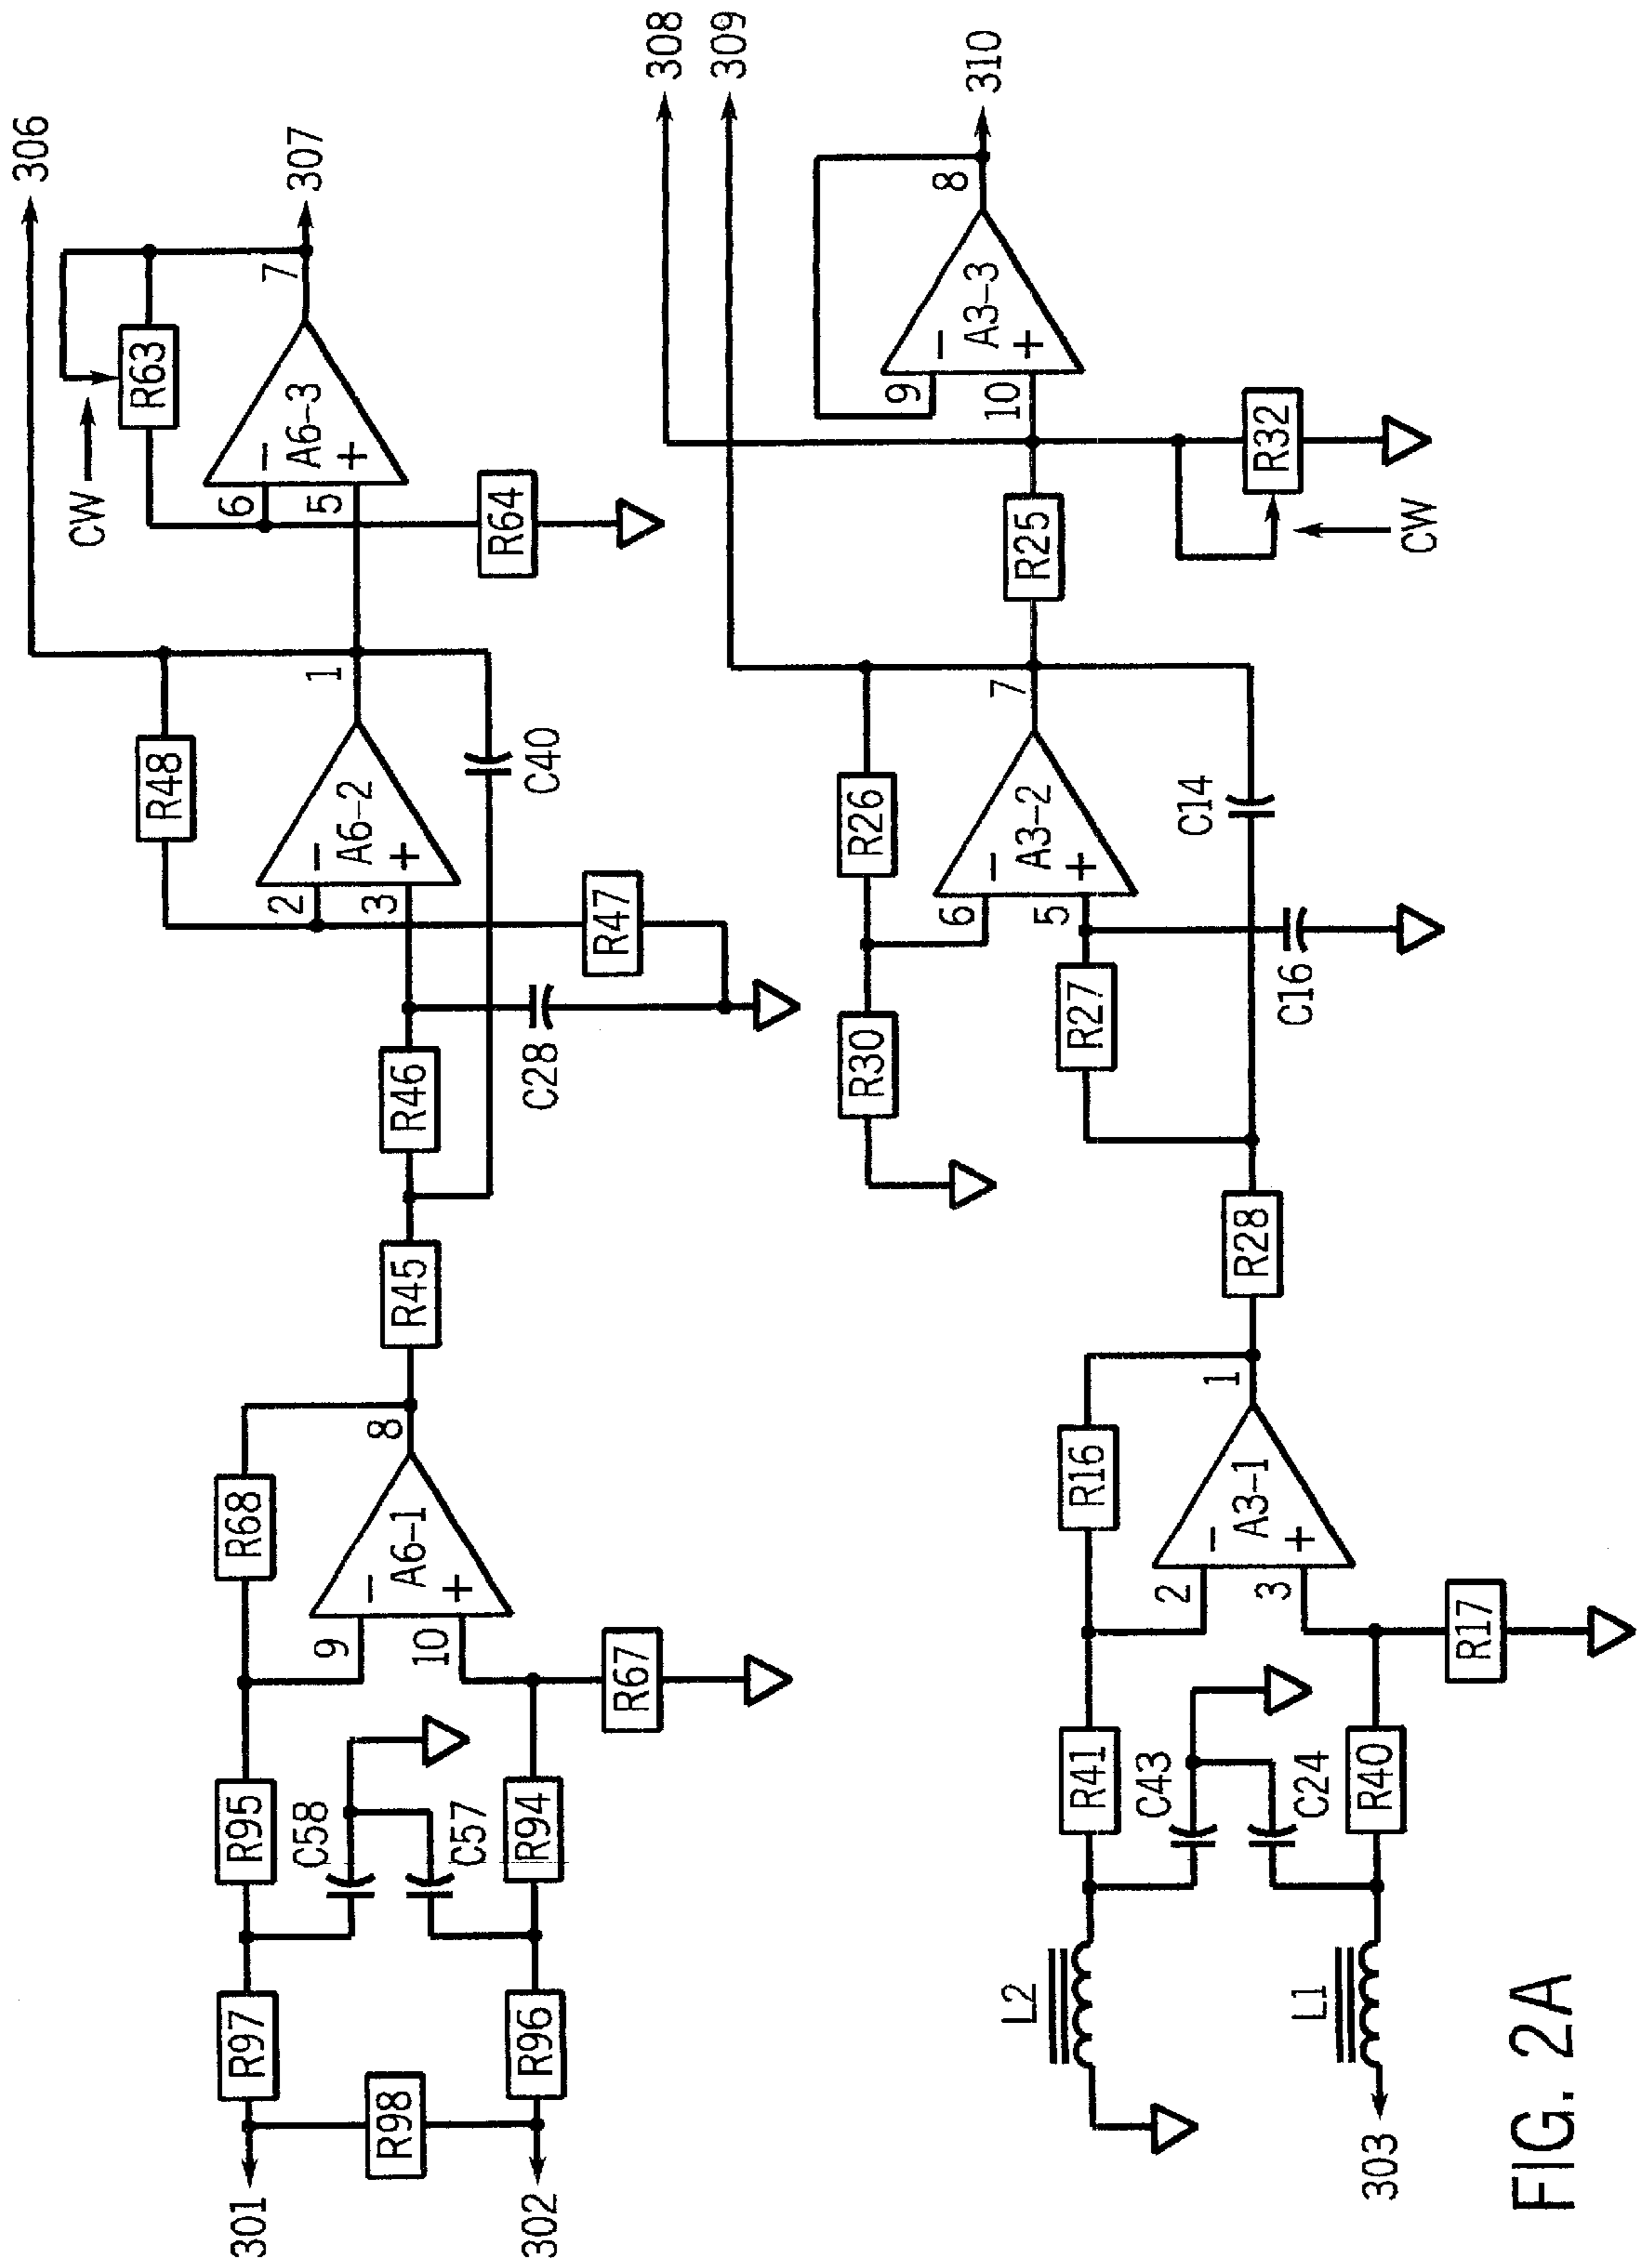 306
307
CW
R63
7
6
5
A6-3
R64
R48
1
2
3
A6-2
C40
R47
R46
C28
R45
R68
8
9
10
A6-1
R67
R95
C58
C57
R94
R97
R98
R96
301
302
308
309
310
8
9
10
A3-3
R32
CW
R25
R26
7
6
5
A3-2
C14
R30
R27
C16
R28
R16
1
2
3
A3-1
R17
R41
C43
C24
R40
L2
L1
303
FIG. 2A